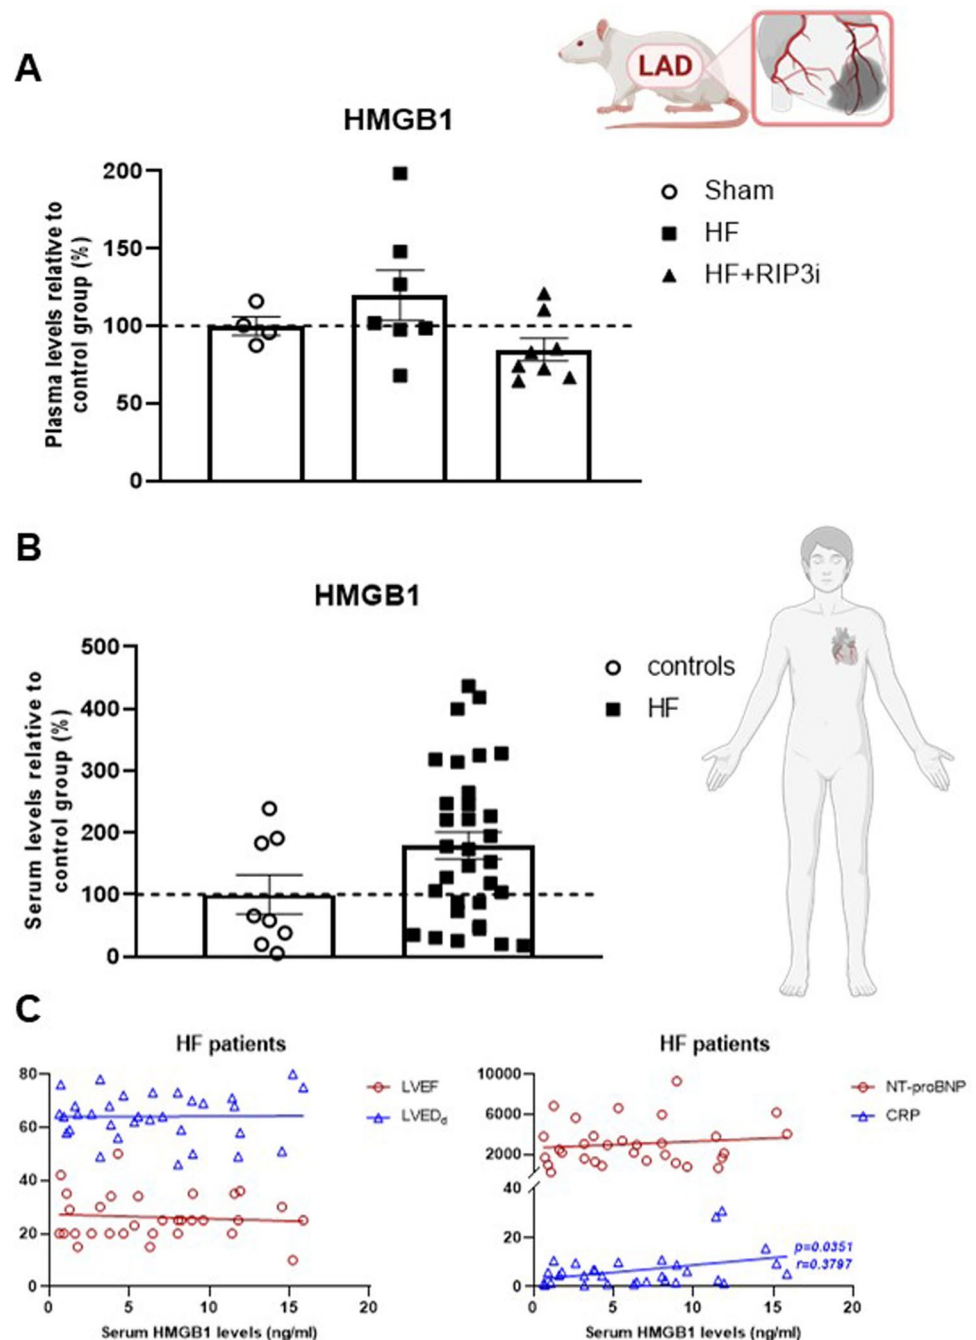 A
LAD
HMGB1
Plasma levels relative to
control group (%)
200
150
100
50
0
Sham
HF
HF+RIP3i
B
HMGB1
Serum levels relative to
control group (%)
500
400
300
200
100
0
controls
HF
C
HF patients
80
60
40
20
0
0 5 10 15 20
Serum HMGB1 levels (ng/ml)
LVEF
LVEDd
HF patients
10000
6000
2000
40
20
0
0 5 10 15 20
Serum HMGB1 levels (ng/ml)
NT-proBNP
CRP
p=0.0351
r=0.3797